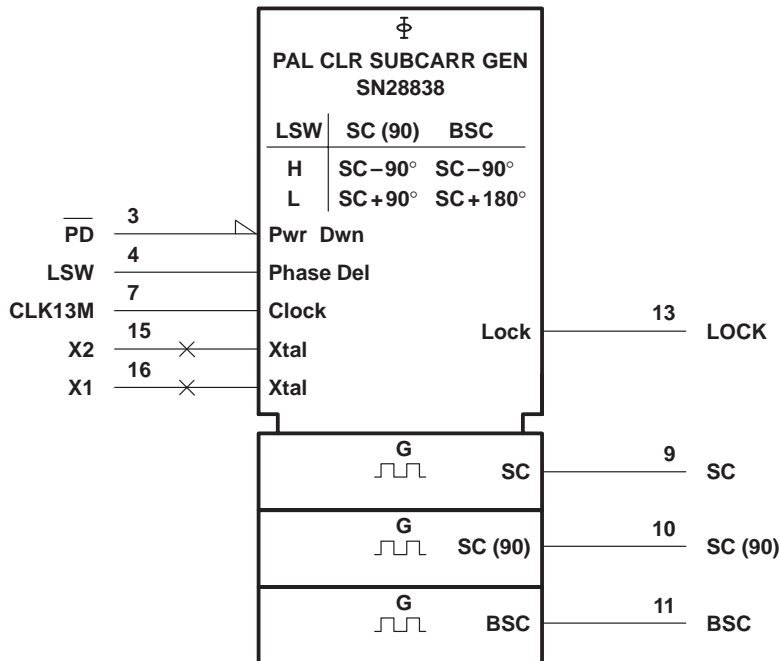 Φ
PAL CLR SUBCARR GEN
SN28838
LSW SC (90) BSC
H SC−90° SC−90°
L SC+90° SC+180°
PD 3 Pwr Dwn
LSW 4 Phase Del
CLK13M 7 Clock
X2 15 Xtal
Lock 13 LOCK
X1 16 Xtal
G
SC 9 SC
G
SC (90) 10 SC (90)
G
BSC 11 BSC